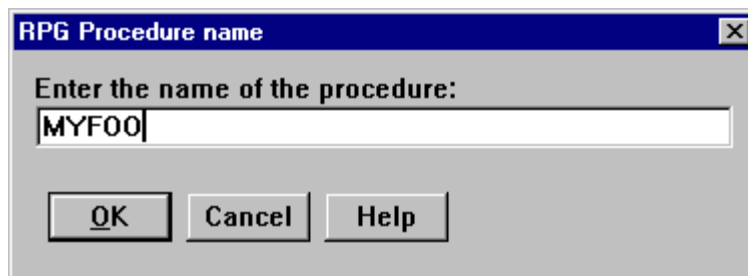 RPG Procedure name
Enter the name of the procedure:
MYFOO
OK Cancel Help